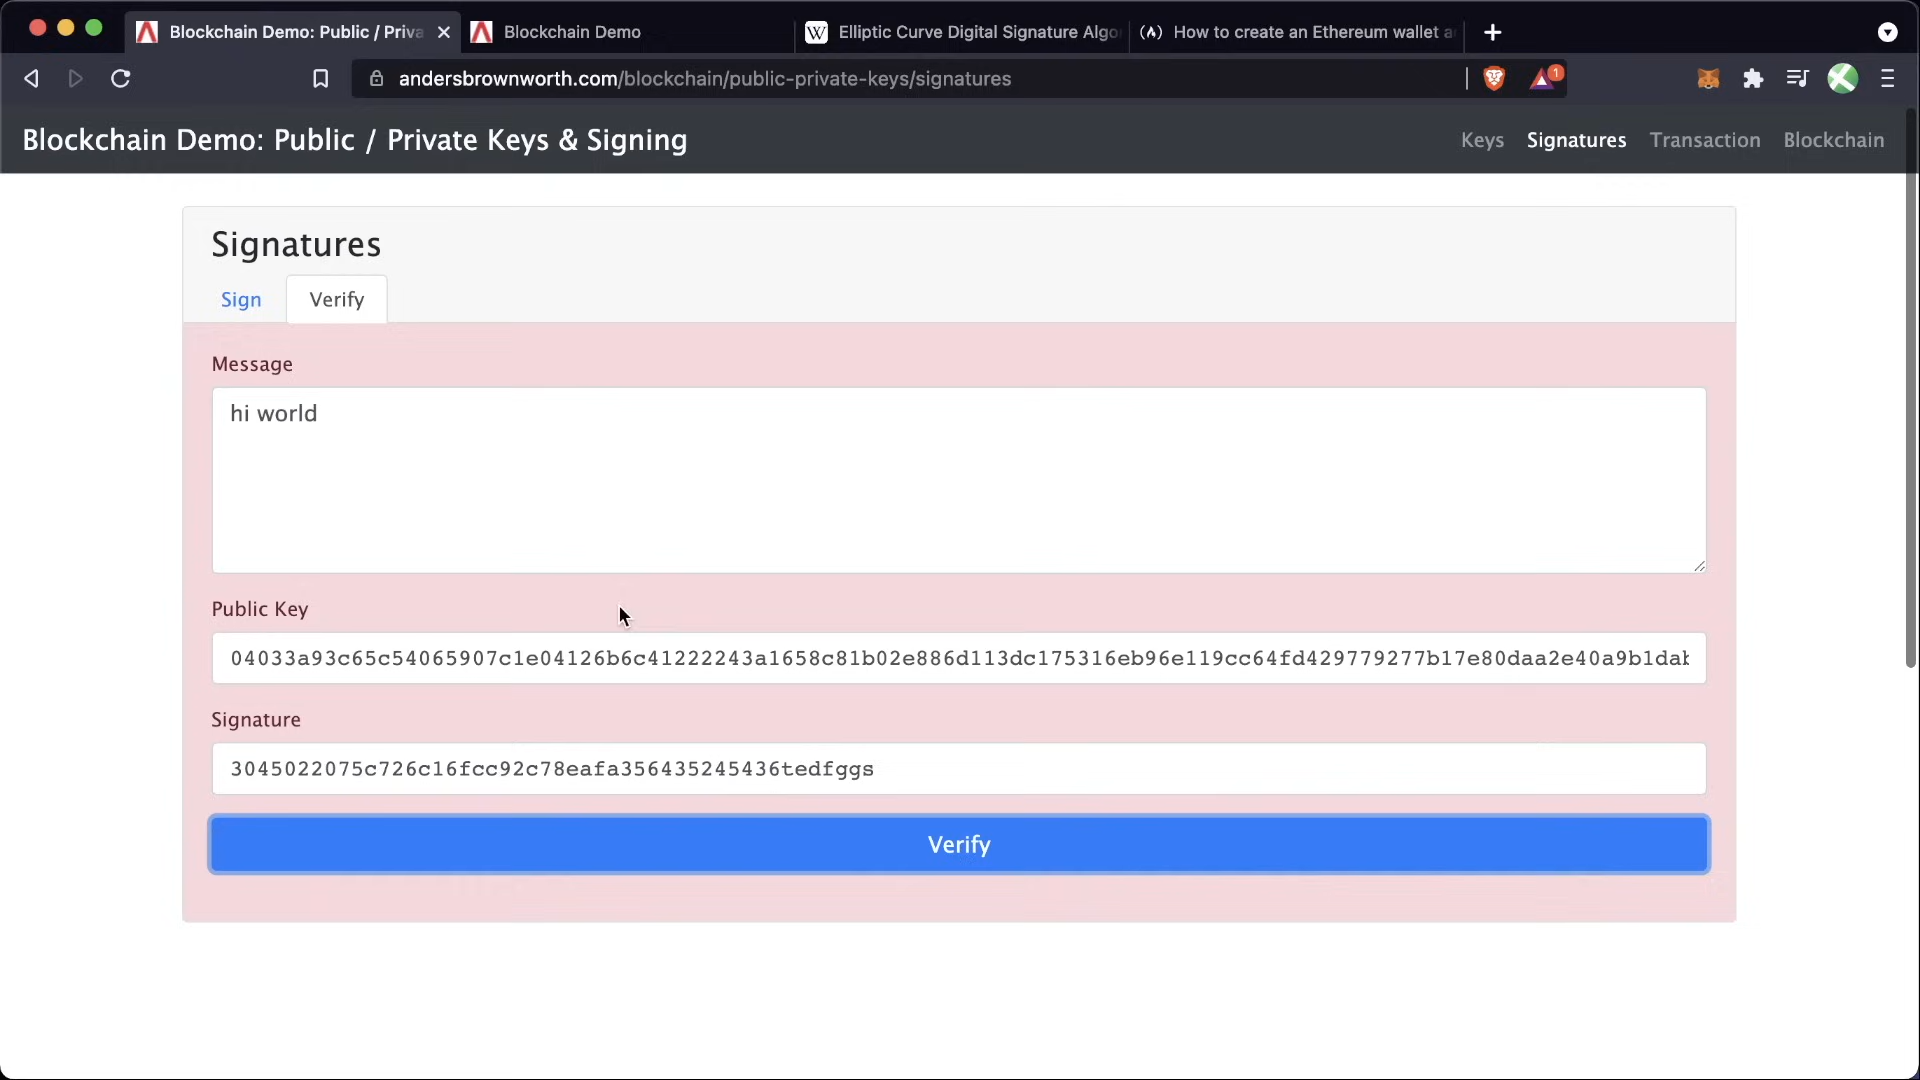 Blockchain Demo: Public / Priva
Blockchain Demo
Elliptic Curve Digital Signature Algo
How to create an Ethereum wallet a
andersbrownworth.com/blockchain/public-private-keys/signatures
1
Blockchain Demo: Public / Private Keys & Signing
Keys
Signatures
Transaction
Blockchain
Signatures
Sign
Verify
Message
hi world
Public Key
04033a93c65c54065907c1e04126b6c41222243a1658c81b02e886d113dc175316eb96e119cc64fd429779277b17e80daa2e40a9b1dab
Signature
3045022075c726c16fcc92c78eafa356435245436tedfggs
Verify